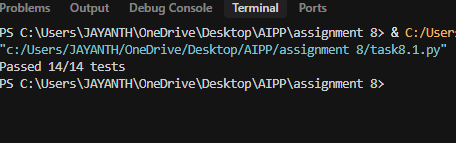 Problems Output Debug Console Terminal Ports
PS C:\Users\JAYANTH\OneDrive\Desktop\AIPP\assignment 8> & C:/Users
"c:/Users/JAYANTH/OneDrive/Desktop/AIPP/assignment 8/task8.1.py"
Passed 14/14 tests
PS C:\Users\JAYANTH\OneDrive\Desktop\AIPP\assignment 8>